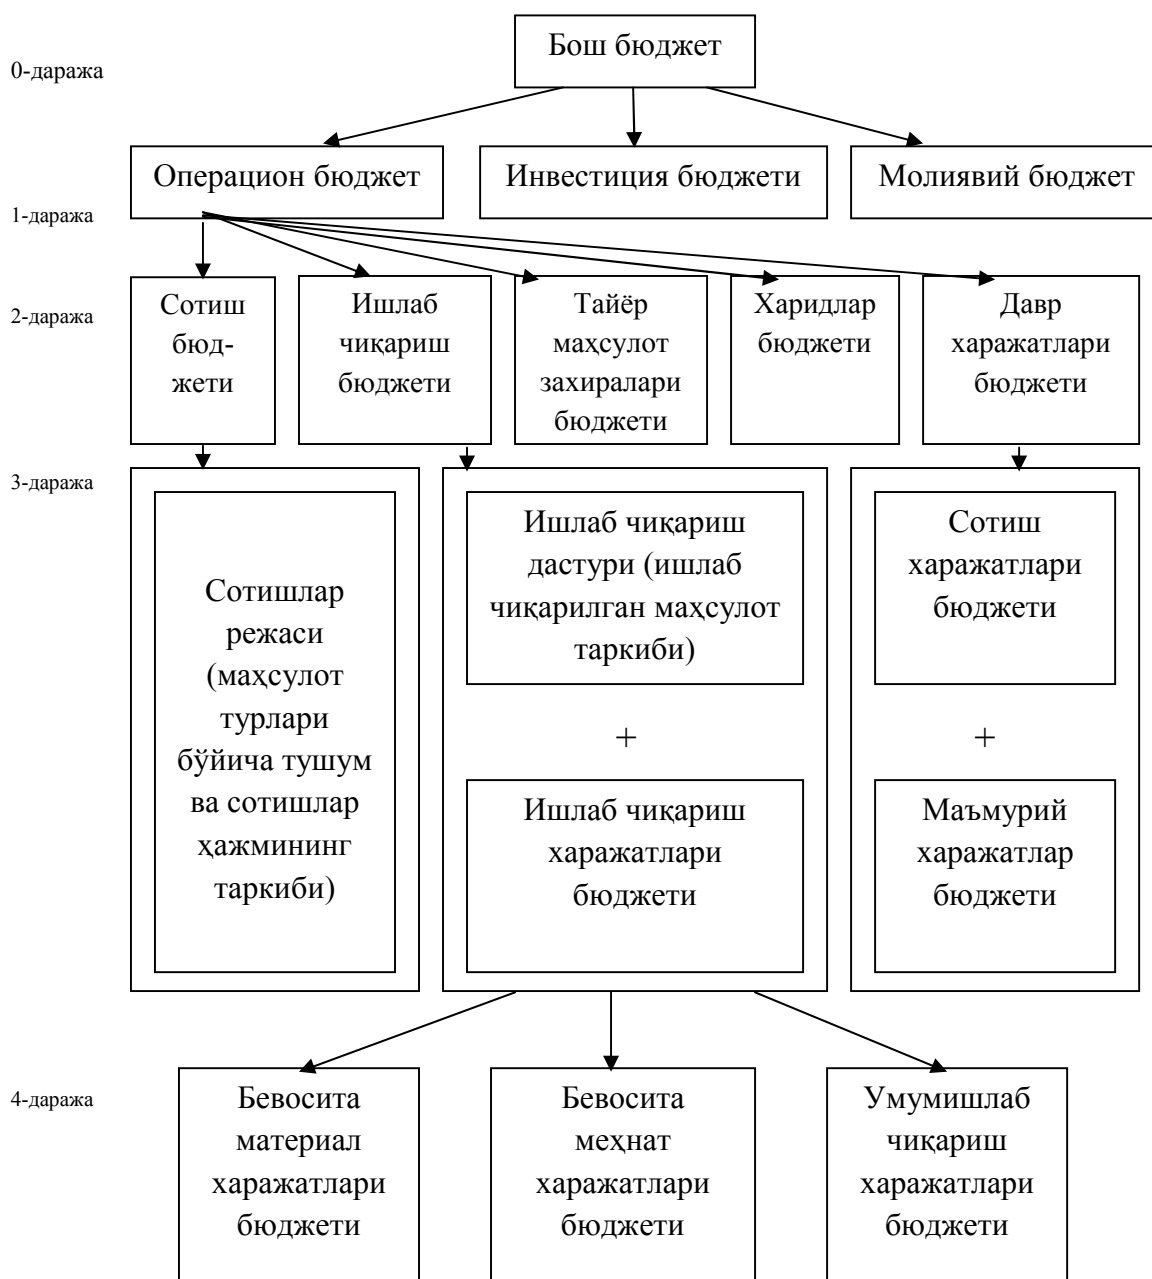 Бош бюджет
0-даража
Операцион бюджет
Инвестиция бюджети
Молиявий бюджет
1-даража
2-даража
Сотиш
бюд-
жети
Ишлаб
чиқариш
бюджети
Тайёр
маҳсулот
захиралари
бюджети
Харидлар
бюджети
Давр
харажатлари
бюджети
3-даража
Сотишлар
режаси
(маҳсулот
турлари
бўйича тушум
ва сотишлар
ҳажмининг
таркиби)
Ишлаб чиқариш
дастури (ишлаб
чиқарилган маҳсулот
таркиби)
+
Ишлаб чиқариш
харажатлари
бюджети
Сотиш
харажатлари
бюджети
+
Маъмурий
харажатлар
бюджети
4-даража
Бевосита
материал
харажатлари
бюджети
Бевосита
меҳнат
харажатлари
бюджети
Умумишлаб
чиқариш
харажатлари
бюджети